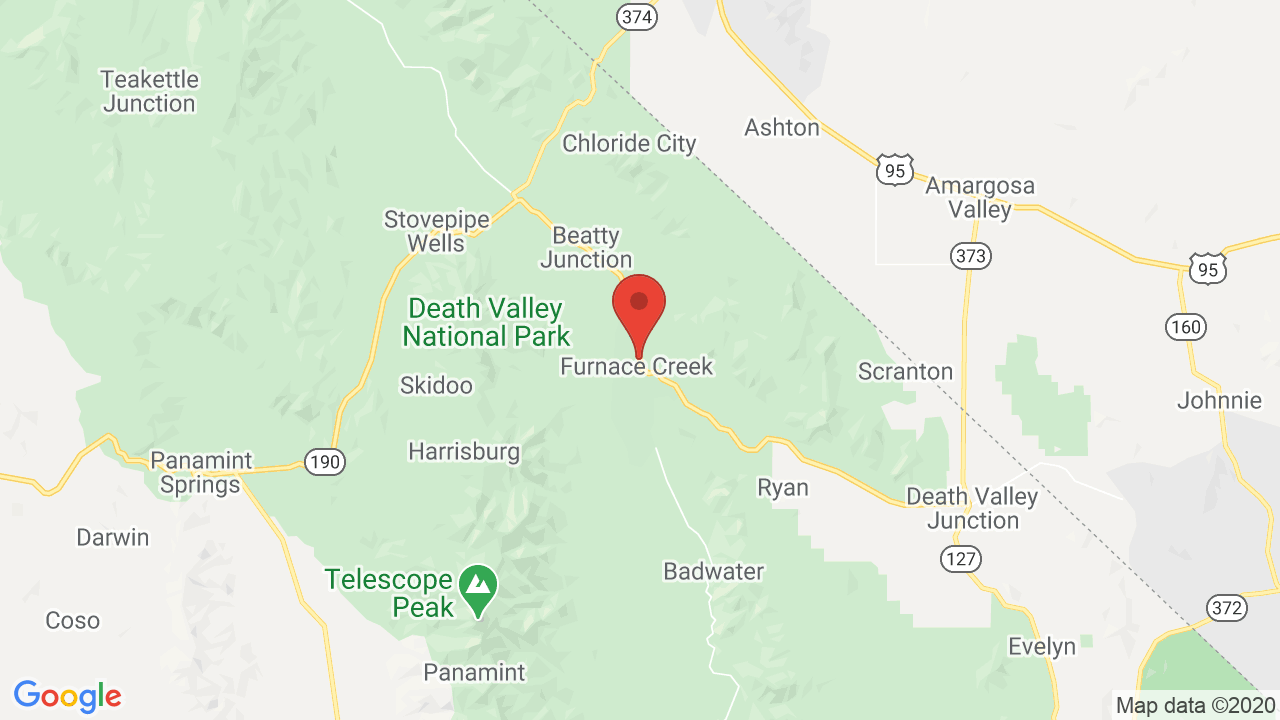 374
Teakettle
Junction
Ashton
Chloride City
95
Amargosa
Valley
Stovepipe
Wells
Beatty
Junction
373
95
Death Valley
National Park
160
Furnace Creek
Scranton
Skidoo
Johnnie
Harrisburg
190
Panamint
Springs
Ryan
Death Valley
Junction
Darwin
127
Badwater
Telescope
Peak
372
Coso
Evelyn
Panamint
Google
Map data ©2020